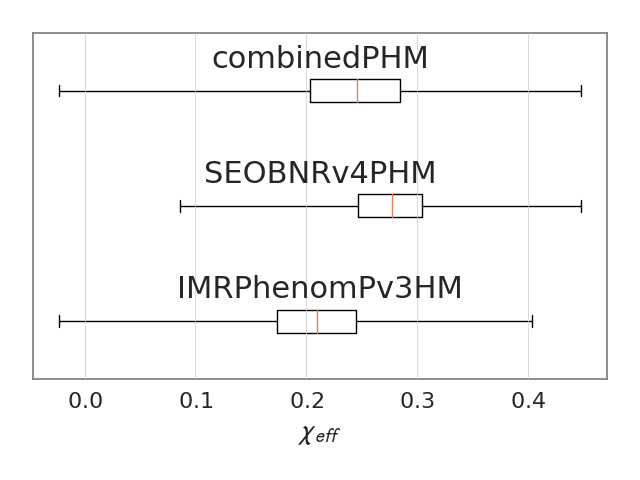 combinedPHM
SEOBNRv4PHM
IMRPhenomPv3HM
0.0 0.1 0.2 0.3 0.4
χeff